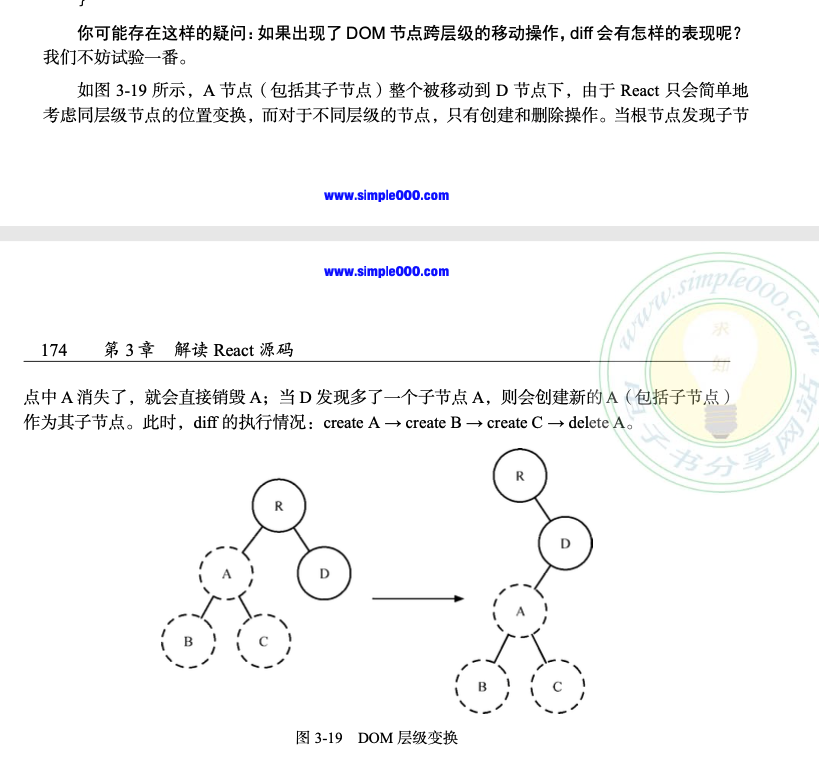 你可能存在这样的疑问：如果出现了 DOM 节点跨层级的移动操作，diff 会有怎样的表现呢？
我们不妨试验一番。
如图 3-19 所示，A 节点（包括其子节点）整个被移动到 D 节点下，由于 React 只会简单地
考虑同层级节点的位置变换，而对于不同层级的节点，只有创建和删除操作。当根节点发现子节
www.simple000.com
www.simple000.com
www.simple000.com
求
知
电子书分享网站
174 第 3 章 解读 React 源码
点中 A 消失了，就会直接销毁 A；当 D 发现多了一个子节点 A，则会创建新的 A（包括子节点）
作为其子节点。此时，diff 的执行情况：create A → create B → create C → delete A。
R
A
D
B
C
R
D
A
B
C
图 3-19 DOM 层级变换